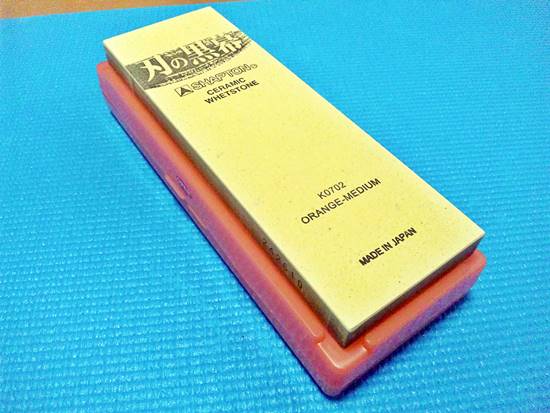 刃の黒幕
SHAPTON®
CERAMIC
WHETSTONE
K0702
ORANGE-MEDIUM
MADE IN JAPAN